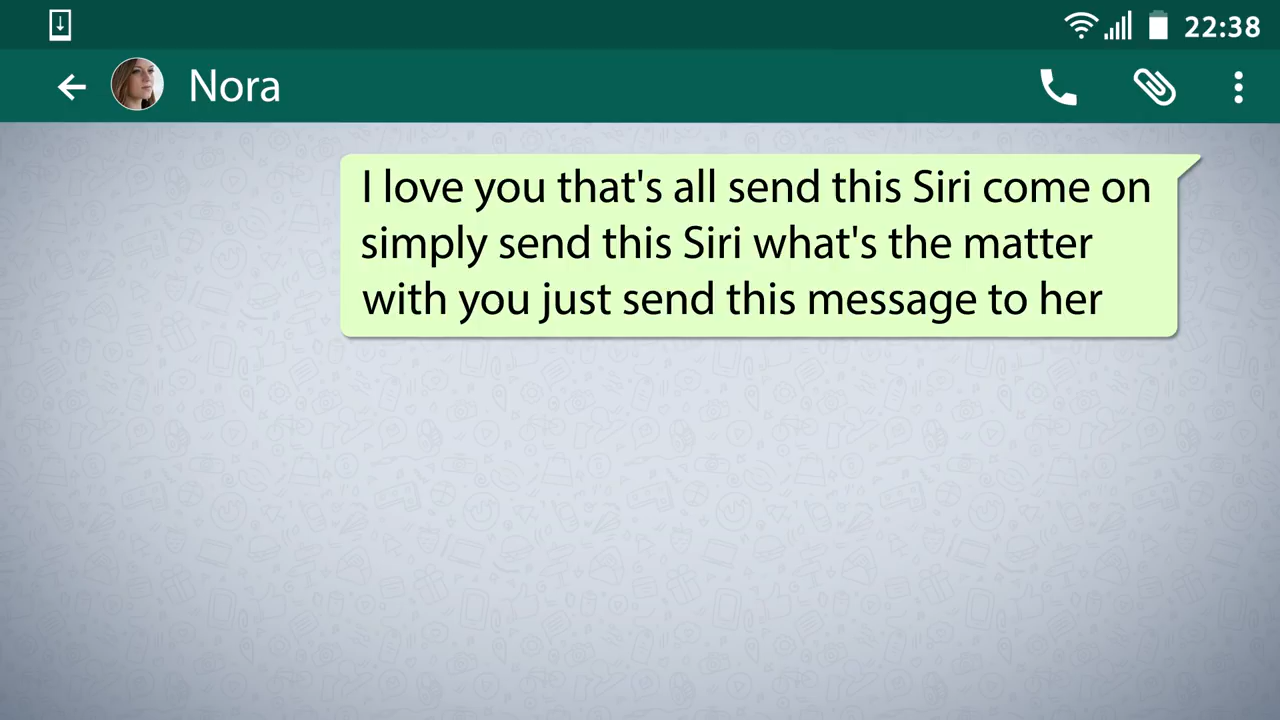 22:38
Nora
I love you that's all send this Siri come on
simply send this Siri what's the matter
with you just send this message to her